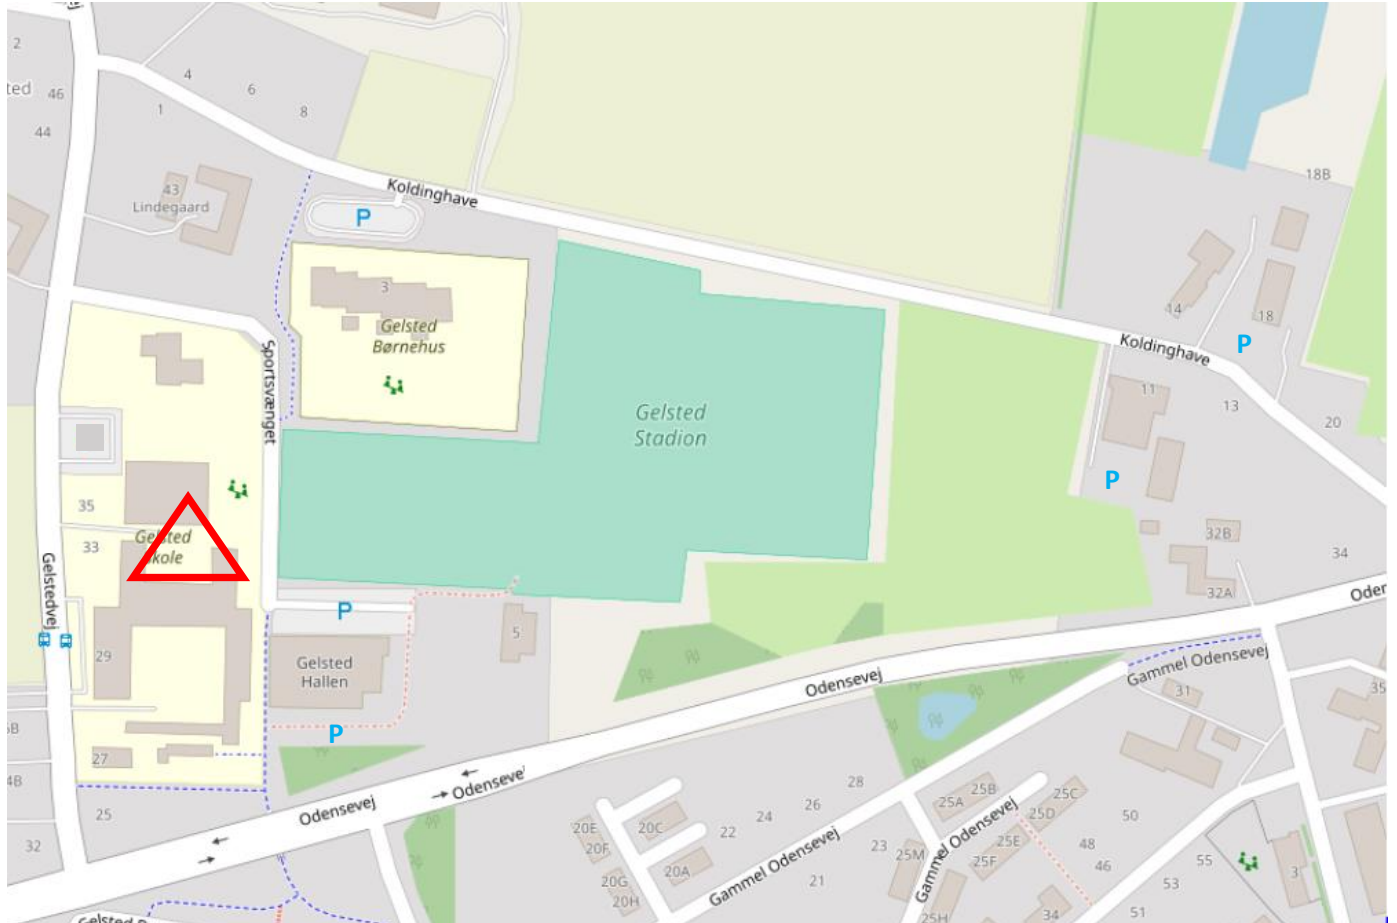 2
46
44
4
6
8
1
43
Lindegaard
Koldinghave
P
18B
3
Gelsted
Børnehus
Sportsvænget
Gelsted
Stadion
14
18
Koldinghave
P
11
13
20
P
35
33
Gelsted
Gelstedvej
29
P
Gelsted
Hallen
5
P
27
25
32
32B
32A
34
Odensevej
Odensevej
Odensevej
Gammel Odensevej
31
35
28
26
24
22
20E
20F
20C
20A
20G
20H
21
23
Gammel Odensevej
25A
25B
25C
25D
25E
25F
25M
25H
Gammel Odensevej
50
48
46
55
53
51
34
3